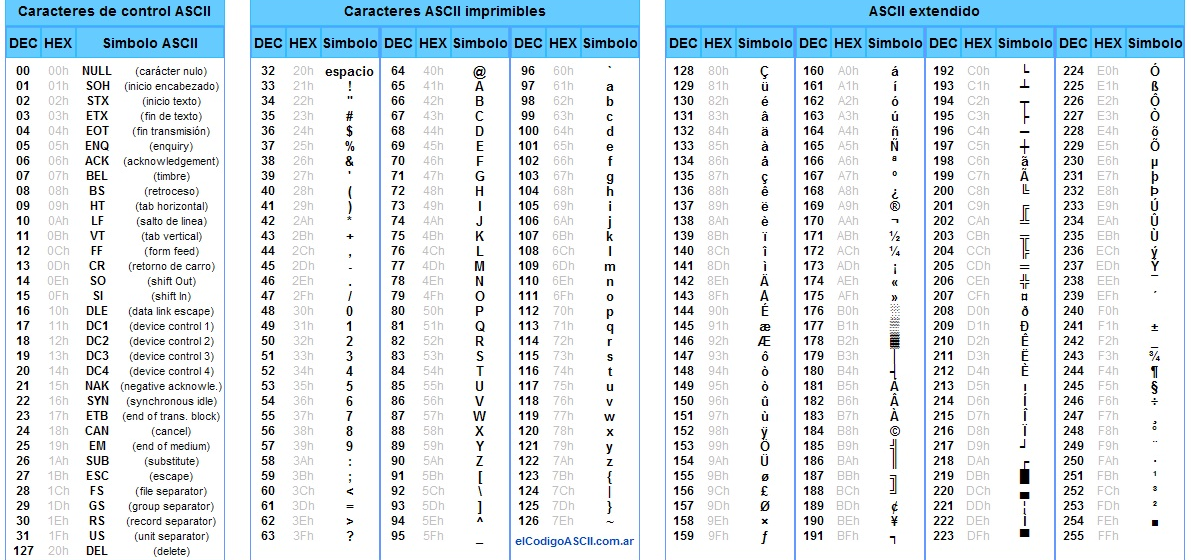 Caracteres de control ASCII Caracteres ASCII imprimibles ASCII extendido
DEC HEX Simbolo ASCII DEC HEX Simbolo DEC HEX Simbolo DEC HEX Simbolo DEC HEX Simbolo DEC HEX Simbolo DEC HEX Simbolo DEC HEX Simbolo
00 00h NULL (carácter nulo) 32 20h espacio 64 40h @ 96 60h ` 128 80h Ç 160 A0h á 192 C0h └ 224 E0h Ó
01 01h SOH (inicio encabezado) 33 21h ! 65 41h A 97 61h a 129 81h ü 161 A1h í 193 C1h ┴ 225 E1h ß
02 02h STX (inicio texto) 34 22h " 66 42h B 98 62h b 130 82h é 162 A2h ó 194 C2h ┬ 226 E2h Ô
03 03h ETX (fin de texto) 35 23h # 67 43h C 99 63h c 131 83h â 163 A3h ú 195 C3h ├ 227 E3h Ò
04 04h EOT (fin transmisión) 36 24h $ 68 44h D 100 64h d 132 84h ä 164 A4h ñ 196 C4h ─ 228 E4h õ
05 05h ENQ (enquiry) 37 25h % 69 45h E 101 65h e 133 85h à 165 A5h Ñ 197 C5h ┼ 229 E5h Õ
06 06h ACK (acknowledgement) 38 26h & 70 46h F 102 66h f 134 86h å 166 A6h ª 198 C6h ã 230 E6h µ
07 07h BEL (timbre) 39 27h ' 71 47h G 103 67h g 135 87h ç 167 A7h º 199 C7h Ã 231 E7h þ
08 08h BS (retroceso) 40 28h ( 72 48h H 104 68h h 136 88h ê 168 A8h ¿ 200 C8h ╚ 232 E8h Þ
09 09h HT (tab horizontal) 41 29h ) 73 49h I 105 69h i 137 89h ë 169 A9h ® 201 C9h ╔ 233 E9h Ú
10 0Ah LF (salto de linea) 42 2Ah * 74 4Ah J 106 6Ah j 138 8Ah è 170 AAh ¬ 202 CAh ╩ 234 EAh Û
11 0Bh VT (tab vertical) 43 2Bh + 75 4Bh K 107 6Bh k 139 8Bh ï 171 ABh ½ 203 CBh ╦ 235 EBh Ù
12 0Ch FF (form feed) 44 2Ch , 76 4Ch L 108 6Ch l 140 8Ch î 172 ACh ¼ 204 CCh ╠ 236 ECh ý
13 0Dh CR (retorno de carro) 45 2Dh - 77 4Dh M 109 6Dh m 141 8Dh ì 173 ADh ¡ 205 CDh ═ 237 EDh Ý
14 0Eh SO (shift Out) 46 2Eh . 78 4Eh N 110 6Eh n 142 8Eh Ä 174 AEh « 206 CEh ╬ 238 EEh ¯
15 0Fh SI (shift In) 47 2Fh / 79 4Fh O 111 6Fh o 143 8Fh Å 175 AFh » 207 CFh ¤ 239 EFh ´
16 10h DLE (data link escape) 48 30h 0 80 50h P 112 70h p 144 90h É 176 B0h ░ 208 D0h ð 240 F0h
17 11h DC1 (device control 1) 49 31h 1 81 51h Q 113 71h q 145 91h æ 177 B1h ▒ 209 D1h Ð 241 F1h ±
18 12h DC2 (device control 2) 50 32h 2 82 52h R 114 72h r 146 92h Æ 178 B2h ▓ 210 D2h Ê 242 F2h _
19 13h DC3 (device control 3) 51 33h 3 83 53h S 115 73h s 147 93h ô 179 B3h │ 211 D3h Ë 243 F3h ¾
20 14h DC4 (device control 4) 52 34h 4 84 54h T 116 74h t 148 94h ö 180 B4h ┤ 212 D4h È 244 F4h ¶
21 15h NAK (negative acknowle.) 53 35h 5 85 55h U 117 75h u 149 95h ò 181 B5h Á 213 D5h ı 245 F5h §
22 16h SYN (synchronous idle) 54 36h 6 86 56h V 118 76h v 150 96h û 182 B6h Â 214 D6h Í 246 F6h ÷
23 17h ETB (end of trans. block) 55 37h 7 87 57h W 119 77h w 151 97h ù 183 B7h À 215 D7h Î 247 F7h ¸
24 18h CAN (cancel) 56 38h 8 88 58h X 120 78h x 152 98h ÿ 184 B8h © 216 D8h Ï 248 F8h °
25 19h EM (end of medium) 57 39h 9 89 59h Y 121 79h y 153 99h Ö 185 B9h ╣ 217 D9h ┘ 249 F9h ¨
26 1Ah SUB (substitute) 58 3Ah : 90 5Ah Z 122 7Ah z 154 9Ah Ü 186 BAh ║ 218 DAh ┌ 250 FAh ·
27 1Bh ESC (escape) 59 3Bh ; 91 5Bh [ 123 7Bh { 155 9Bh ø 187 BBh ╗ 219 DBh █ 251 FBh ¹
28 1Ch FS (file separator) 60 3Ch < 92 5Ch \ 124 7Ch | 156 9Ch £ 188 BCh ╝ 220 DCh ▄ 252 FCh ³
29 1Dh GS (group separator) 61 3Dh = 93 5Dh ] 125 7Dh } 157 9Dh Ø 189 BDh ¢ 221 DDh ¦ 253 FDh ²
30 1Eh RS (record separator) 62 3Eh > 94 5Eh ^ 126 7Eh ~ 158 9Eh × 190 BEh ¥ 222 DEh Ì 254 FEh ■
31 1Fh US (unit separator) 63 3Fh ? 95 5Fh _ elCodigoASCII.com.ar 159 9Fh ƒ 191 BFh ┐ 223 DFh ▀ 255 FFh
127 20h DEL (delete)